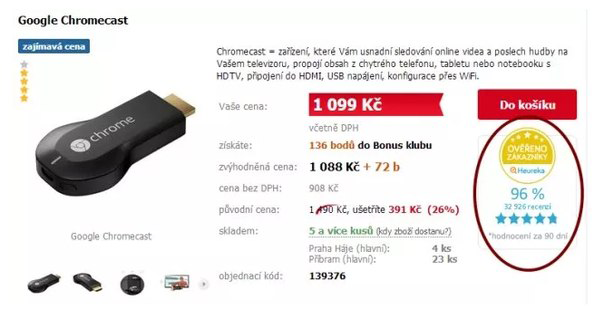 Google Chromecast
zajímavá cena
Chromecast = zařízení, které Vám usnadní sledování online videa a poslech hudby na
Vašem televizoru, propojí obsah z chytrého telefonu, tabletu nebo notebooku s
HDTV, připojení do HDMI, USB napájení, konfigurace přes WiFi.
chrome
Google Chromecast
Vaše cena: 1 099 Kč
včetně DPH
získáte: 136 bodů do Bonus klubu
zvýhodněná cena: 1 088 Kč + 72 b
cena bez DPH: 908 Kč
původní cena: 1 490 Kč, ušetříte 391 Kč (26%)
skladem: 5 a více kusů (kdy zboží dostanu?)
Praha Háje (hlavní): 4 ks
Příbram (hlavní): 23 ks
objednací kód: 139376
Do košíku
OVĚŘENO
ZÁKAZNÍKY
Heureka
96 %
32 926 recenzí
*hodnocení za 90 dní